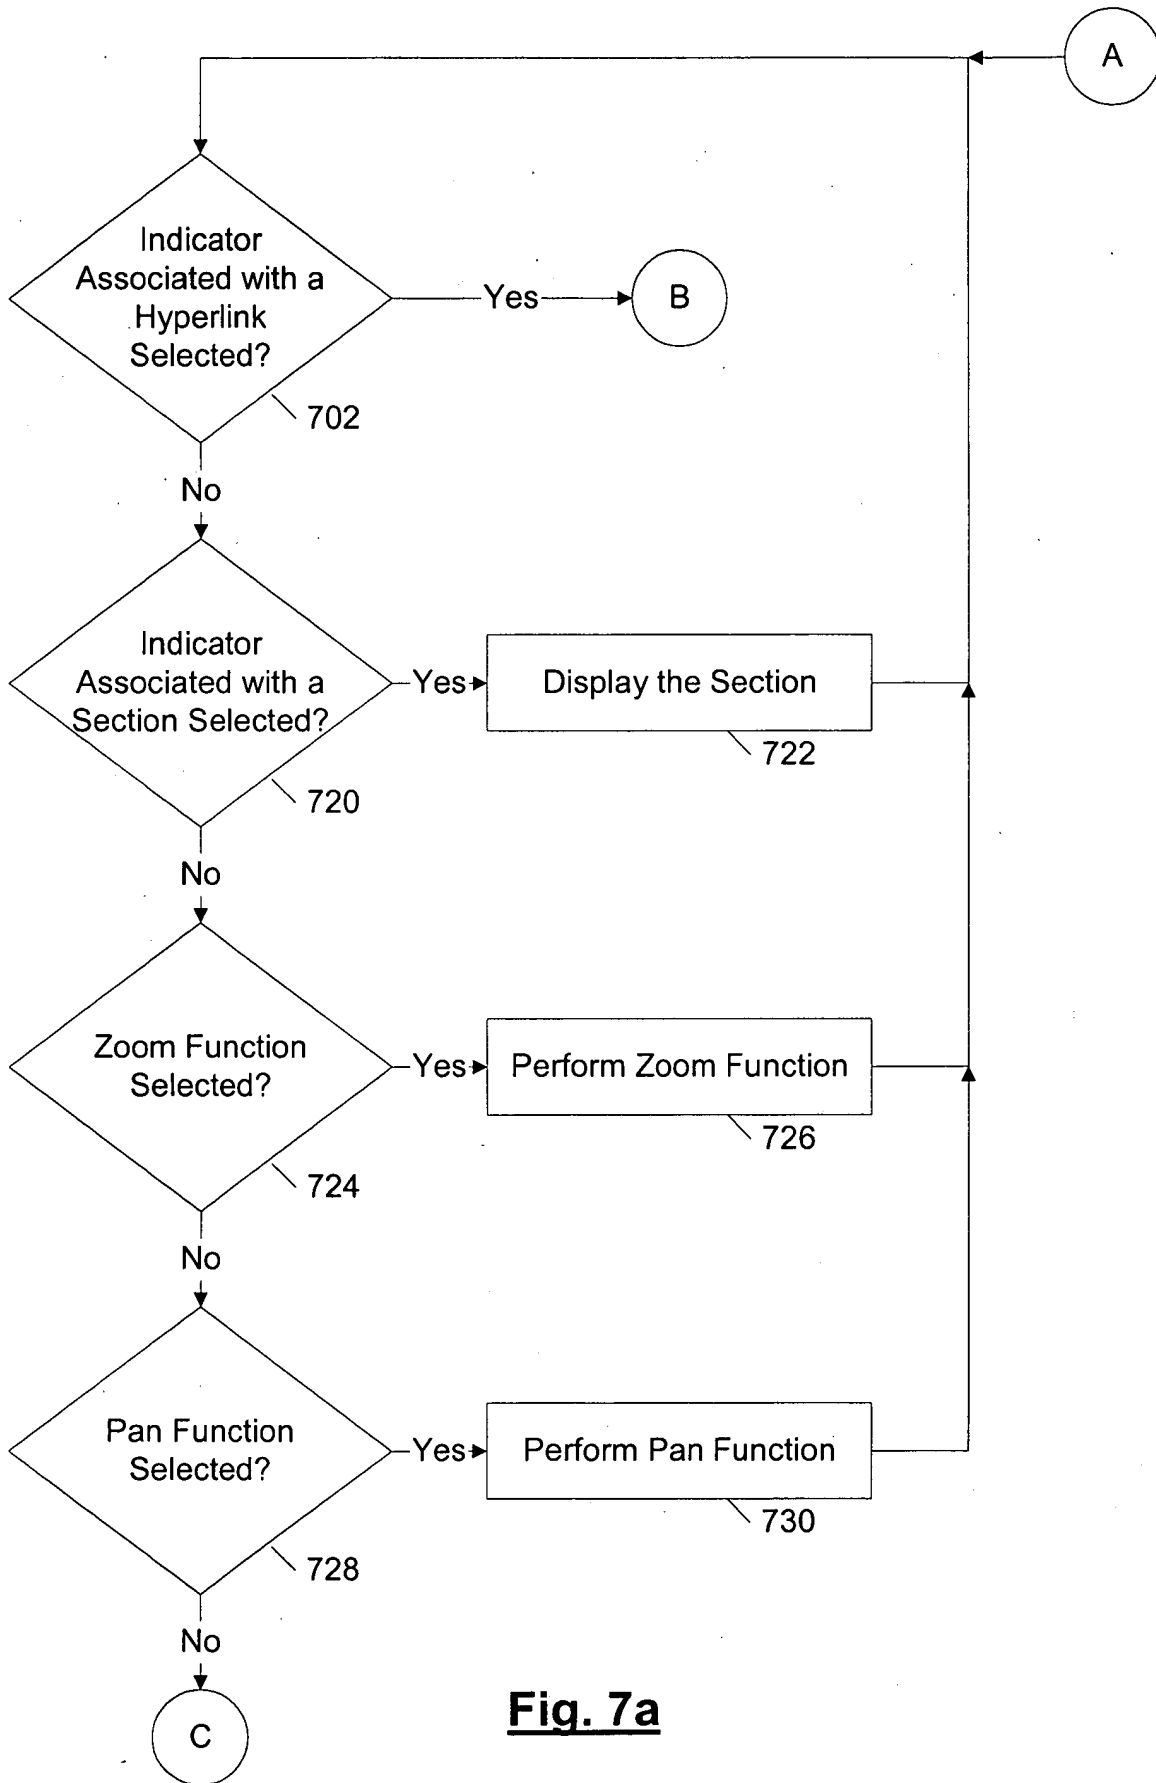 A
Indicator
Associated with a
Hyperlink
Selected?
Yes
B
702
No
Indicator
Associated with a
Section Selected?
Yes
Display the Section
722
720
No
Zoom Function
Selected?
Yes
Perform Zoom Function
726
724
No
Pan Function
Selected?
Yes
Perform Pan Function
730
728
No
C
Fig. 7a